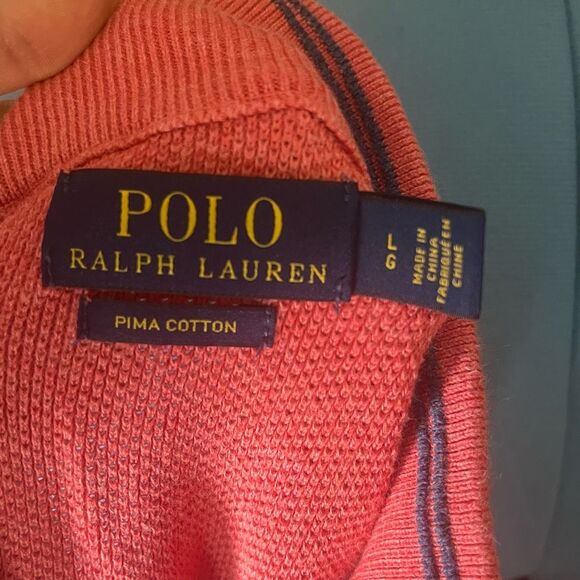 POLO
RALPH LAUREN
PIMA COTTON
L
G
MADE IN
CHINA
FABRIQUÉ EN
CHINE